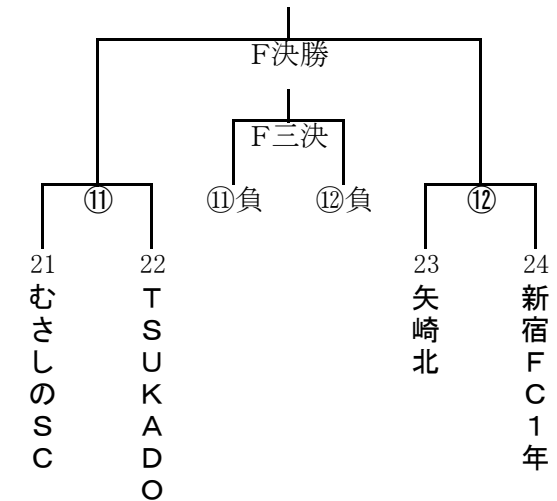 F決勝
F三決
⑪
⑪負
⑫負
⑫
21
22
23
24
むさしのSC
TSUKADO
矢崎北
新宿FC1年